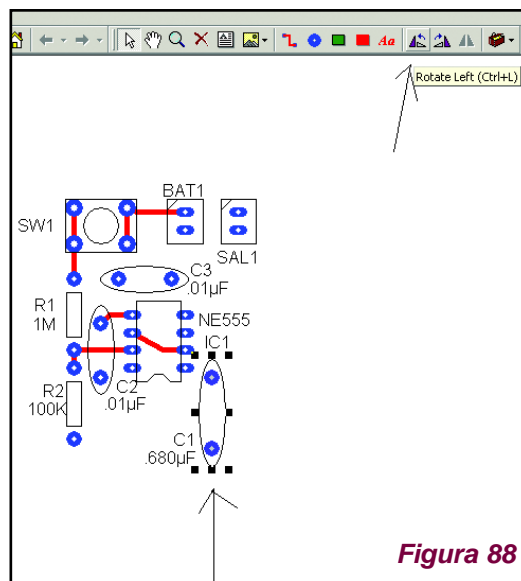 Aa
Rotate Left (Ctrl+L)
BAT1
SW1
SAL1
C3
.01µF
R1
1M
NE555
IC1
C2
.01µF
R2
100K
C1
.680µF
Figura 88